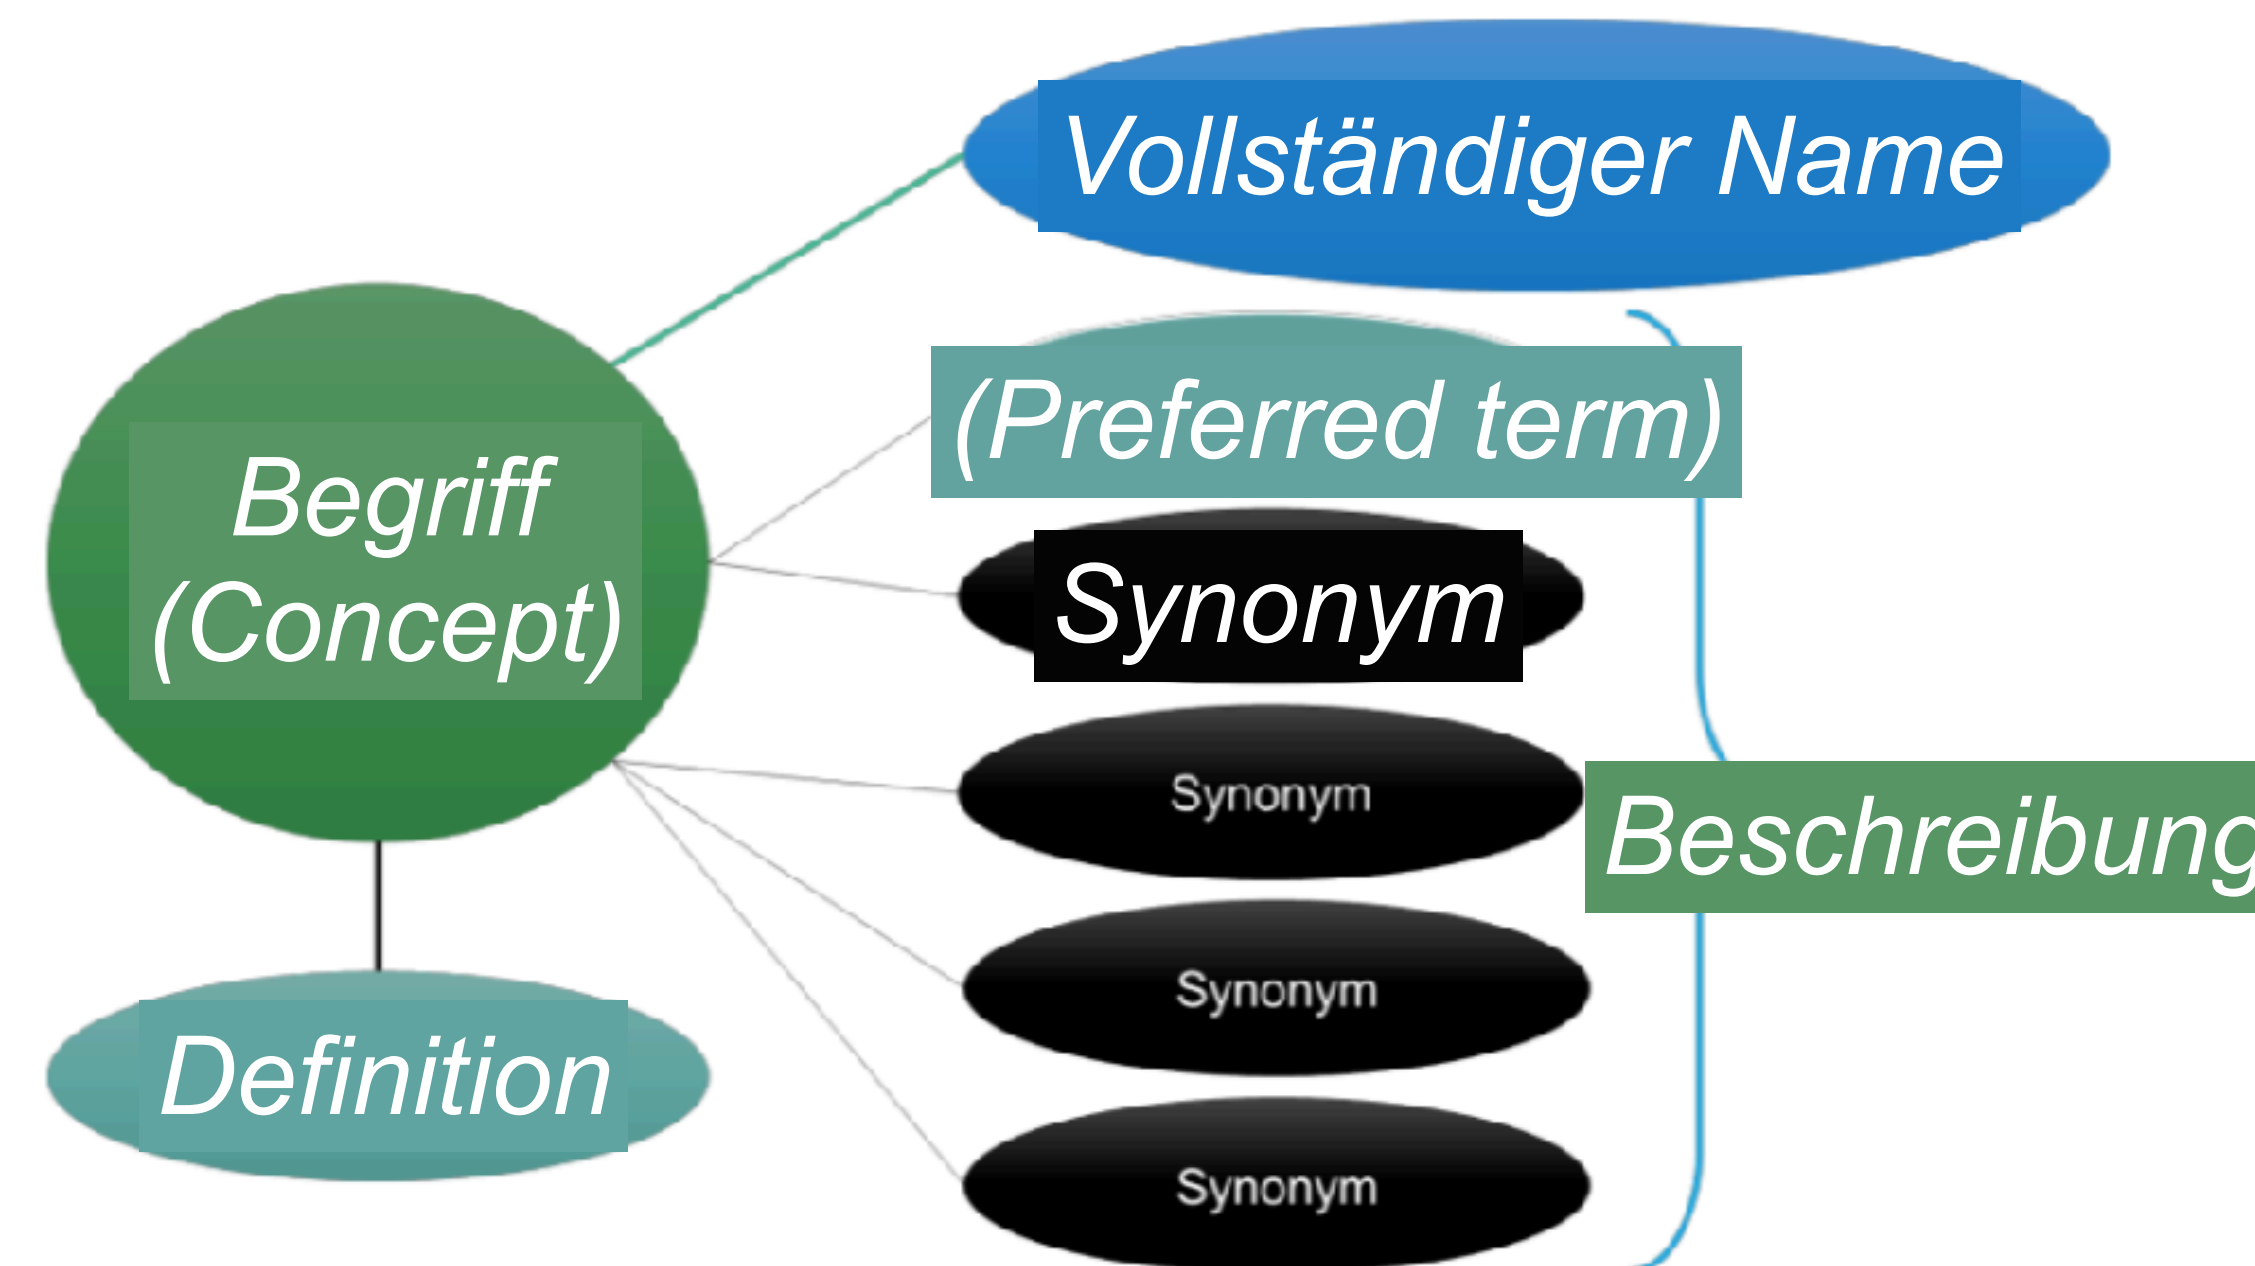 Vollständiger Name
(Preferred term)
Begriff
(Concept)
Synonym
Synonym
Beschreibung
Synonym
Definition
Synonym